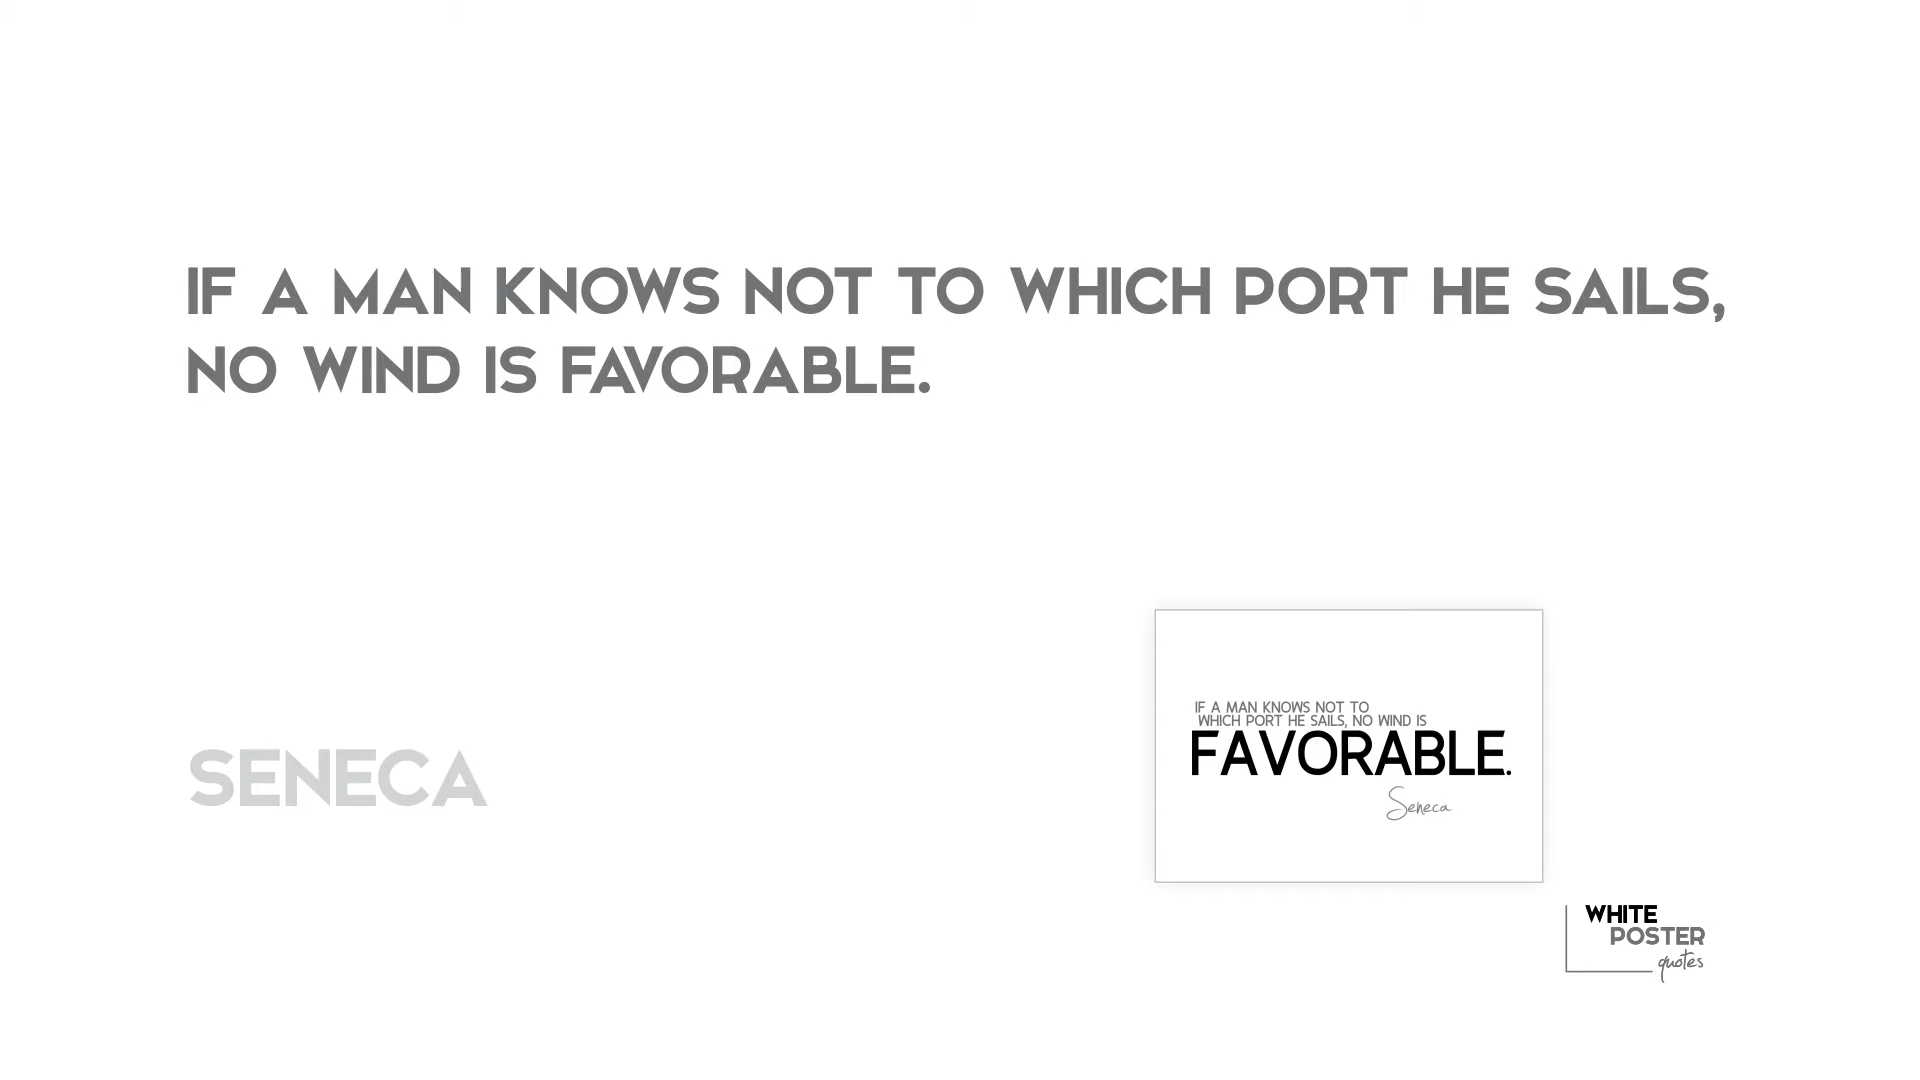 IF A MAN KNOWS NOT TO WHICH PORT HE SAILS,
NO WIND IS FAVORABLE.
SENECA
IF A MAN KNOWS NOT TO
WHICH PORT HE SAILS, NO WIND IS
FAVORABLE.
Seneca
WHITE
POSTER
quotes